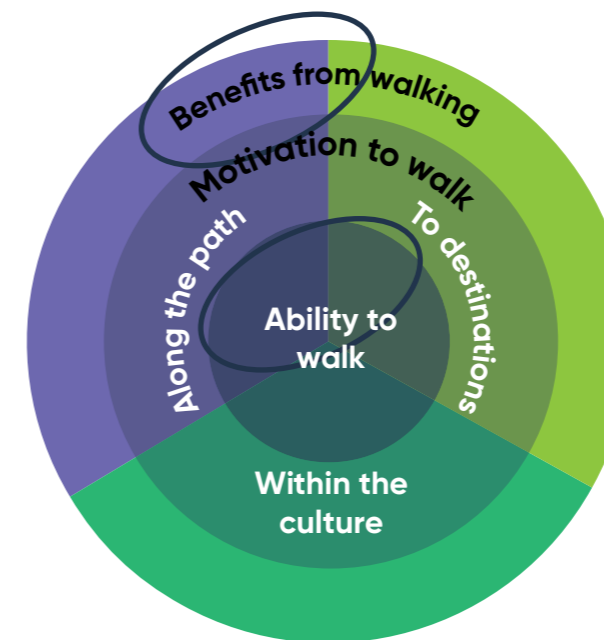 Benefits from walking
Motivation to walk
Along the path
To destinations
Ability to
walk
Within the
culture